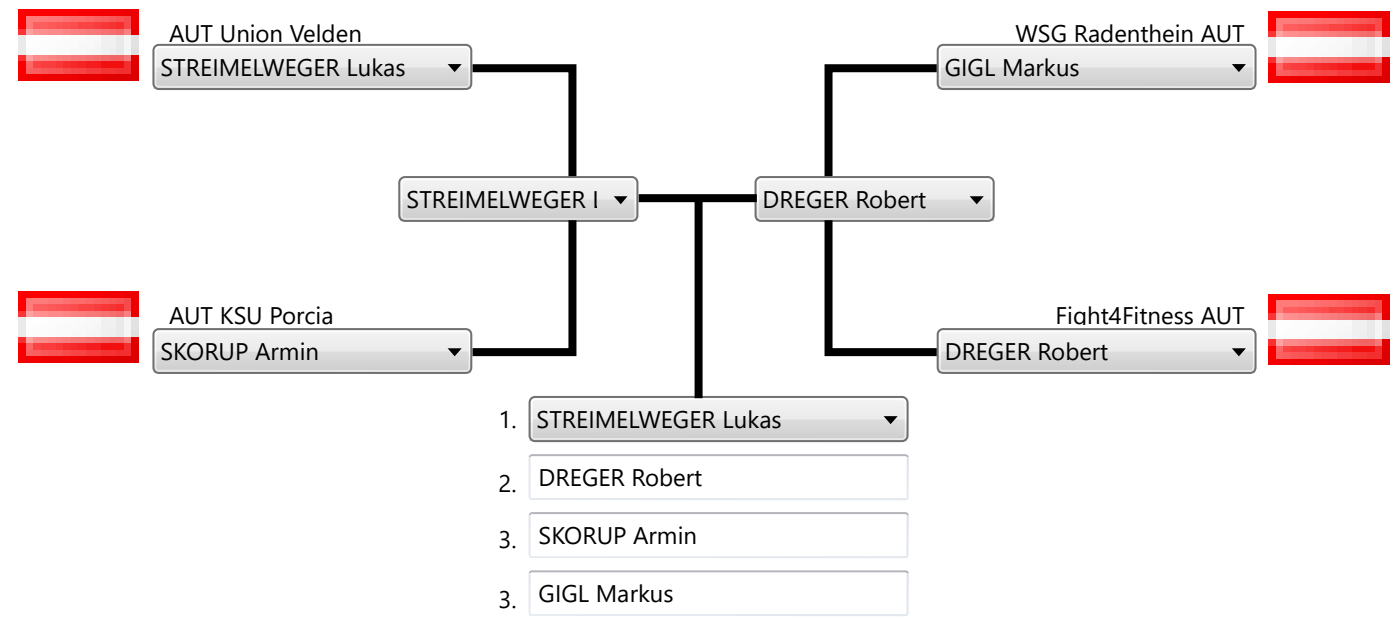 AUT Union Velden
STREIMELWEGER Lukas
WSG Radenthein AUT
GIGL Markus
STREIMELWEGER I
DREGER Robert
AUT KSU Porcia
SKORUP Armin
Fight4Fitness AUT
DREGER Robert
1. STREIMELWEGER Lukas
2. DREGER Robert
3. SKORUP Armin
3. GIGL Markus